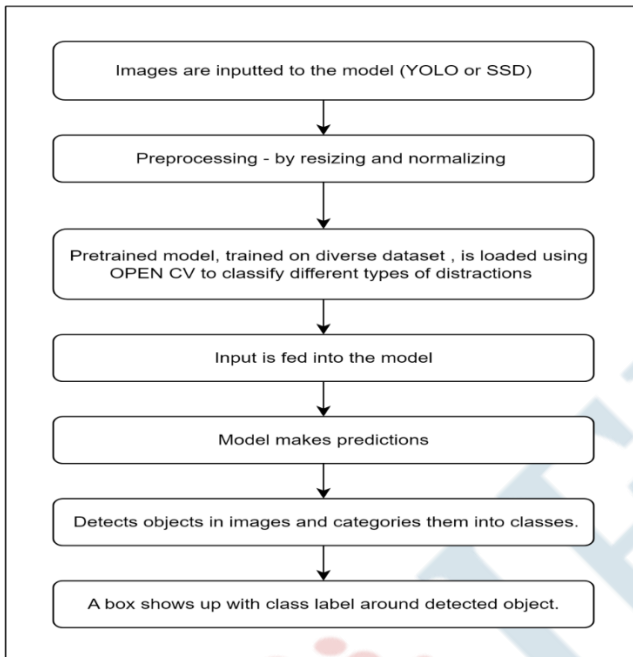 Images are inputted to the model (YOLO or SSD)
Preprocessing - by resizing and normalizing
Pretrained model, trained on diverse dataset , is loaded using
OPEN CV to classify different types of distractions
Input is fed into the model
Model makes predictions
Detects objects in images and categories them into classes.
A box shows up with class label around detected object.